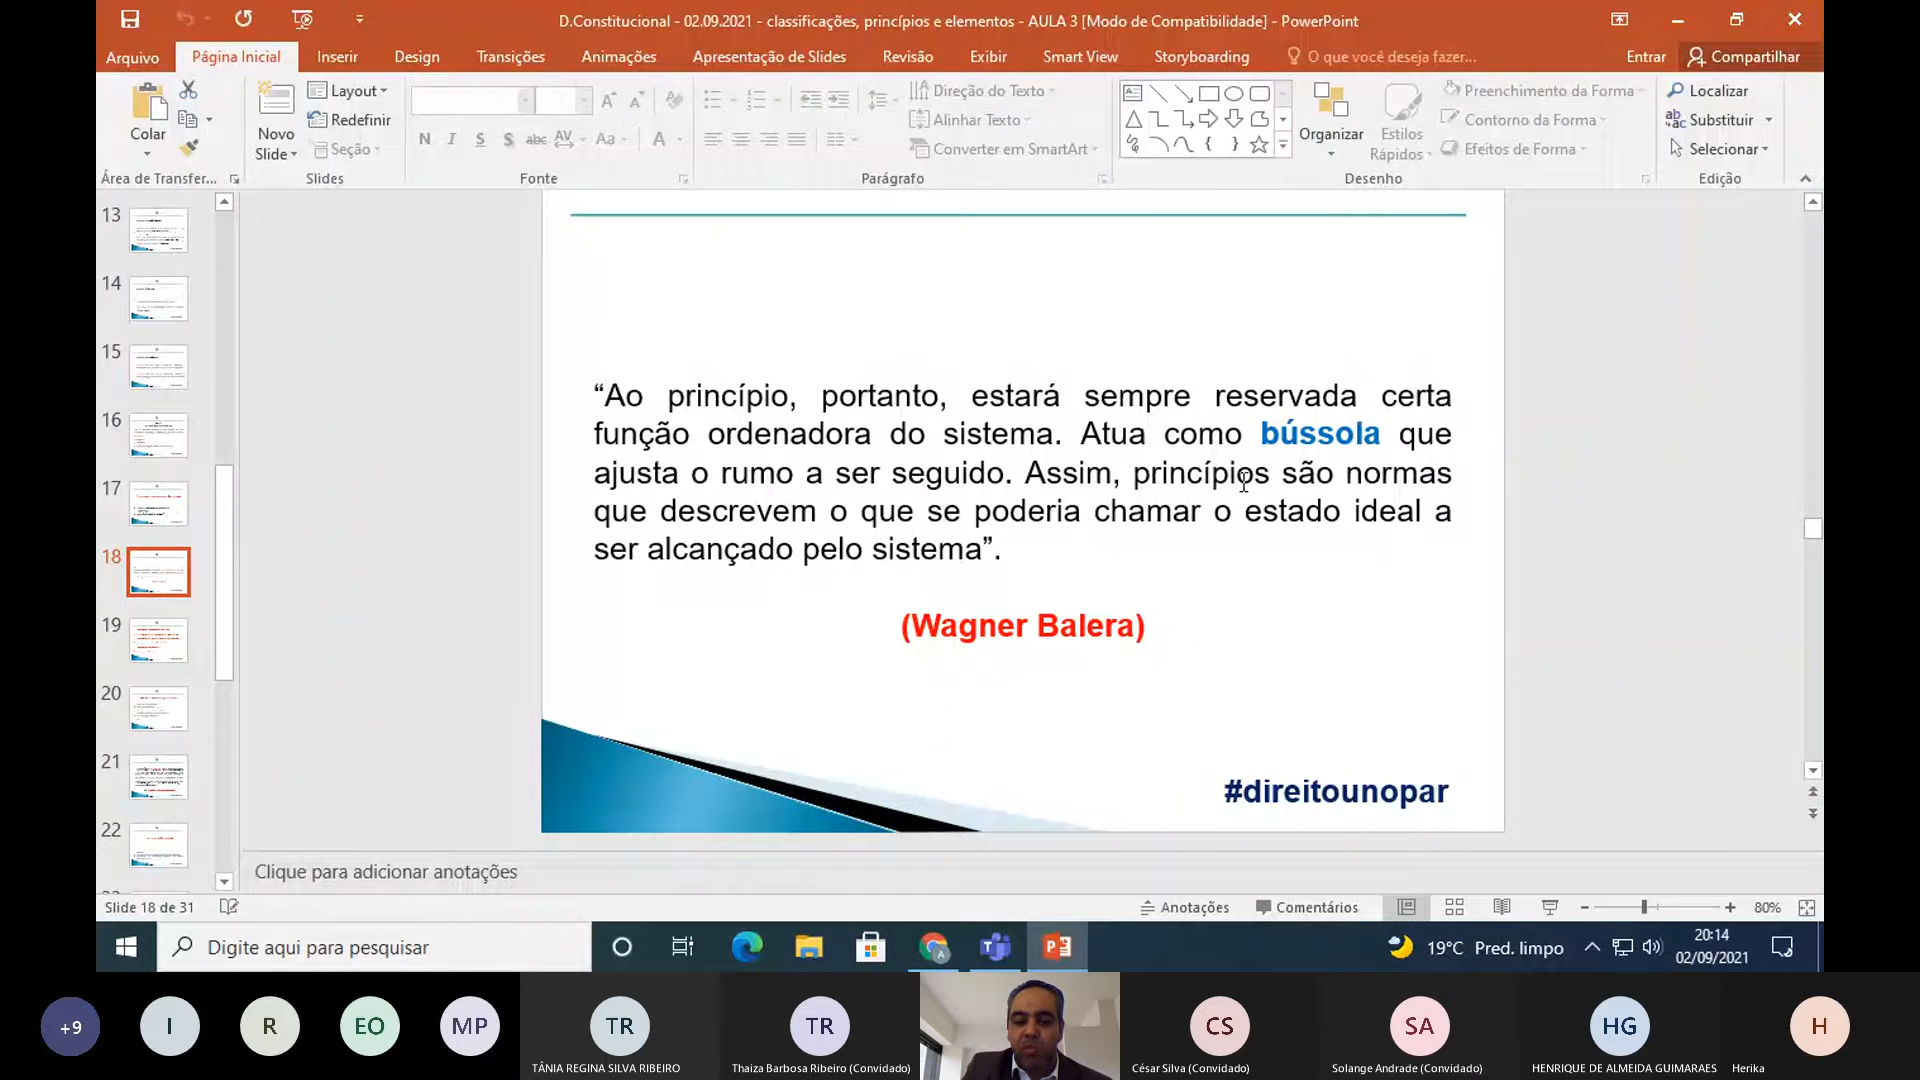 D.Constitucional - 02.09.2021 - classificações, princípios e elementos - AULA 3 [Modo de Compatibilidade] - PowerPoint
Arquivo Página Inicial Inserir Design Transições Animações Apresentação de Slides Revisão Exibir Smart View Storyboarding O que você deseja fazer... Entrar Compartilhar
Colar
Novo Slide
Layout
Redefinir
Seção
N I S S abc AV Aa A
Direção do Texto
Alinhar Texto
Converter em SmartArt
Organizar
Estilos Rápidos
Preenchimento da Forma
Contorno da Forma
Efeitos de Forma
Localizar
Substituir
Selecionar
Área de Transfer... Slides Fonte Parágrafo Desenho Edição
13
14
15
16
17
18
19
20
21
22
“Ao princípio, portanto, estará sempre reservada certa
função ordenadora do sistema. Atua como bússola que
ajusta o rumo a ser seguido. Assim, princípios são normas
que descrevem o que se poderia chamar o estado ideal a
ser alcançado pelo sistema”.
(Wagner Balera)
#direitounopar
Clique para adicionar anotações
Slide 18 de 31 Anotações Comentários 80%
Digite aqui para pesquisar
19°C Pred. limpo
20:14
02/09/2021
+9 I R EO MP TR TR CS SA HG H
TÂNIA REGINA SILVA RIBEIRO Thaiza Barbosa Ribeiro (Convidado) César Silva (Convidado) Solange Andrade (Convidado) HENRIQUE DE ALMEIDA GUIMARAES Herika